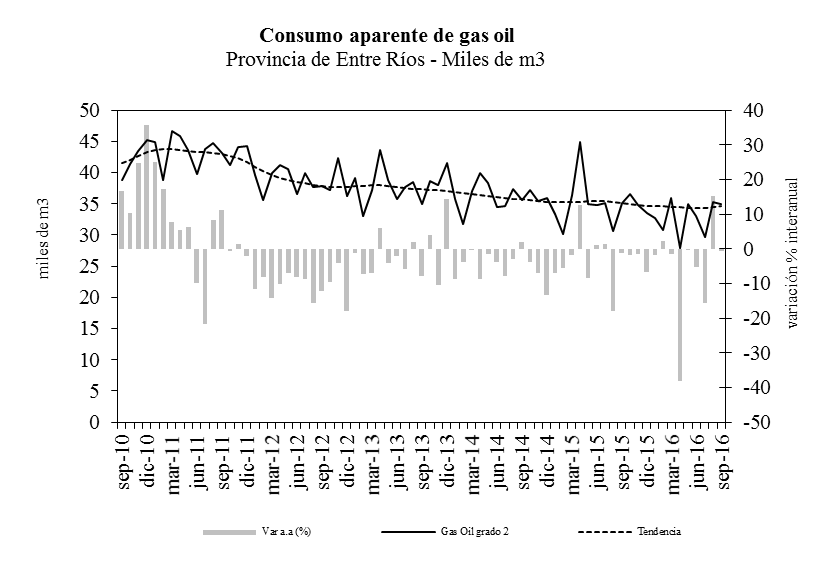 Consumo aparente de gas oil
Provincia de Entre Ríos - Miles de m3
50
45
40
35
30
25
20
15
10
5
0
miles de m3
40
30
20
10
0
-10
-20
-30
-40
-50
variación % interanual
sep-10
dic-10
mar-11
jun-11
sep-11
dic-11
mar-12
jun-12
sep-12
dic-12
mar-13
jun-13
sep-13
dic-13
mar-14
jun-14
sep-14
dic-14
mar-15
jun-15
sep-15
dic-15
mar-16
jun-16
sep-16
Var a.a (%)
Gas Oil grado 2
Tendencia